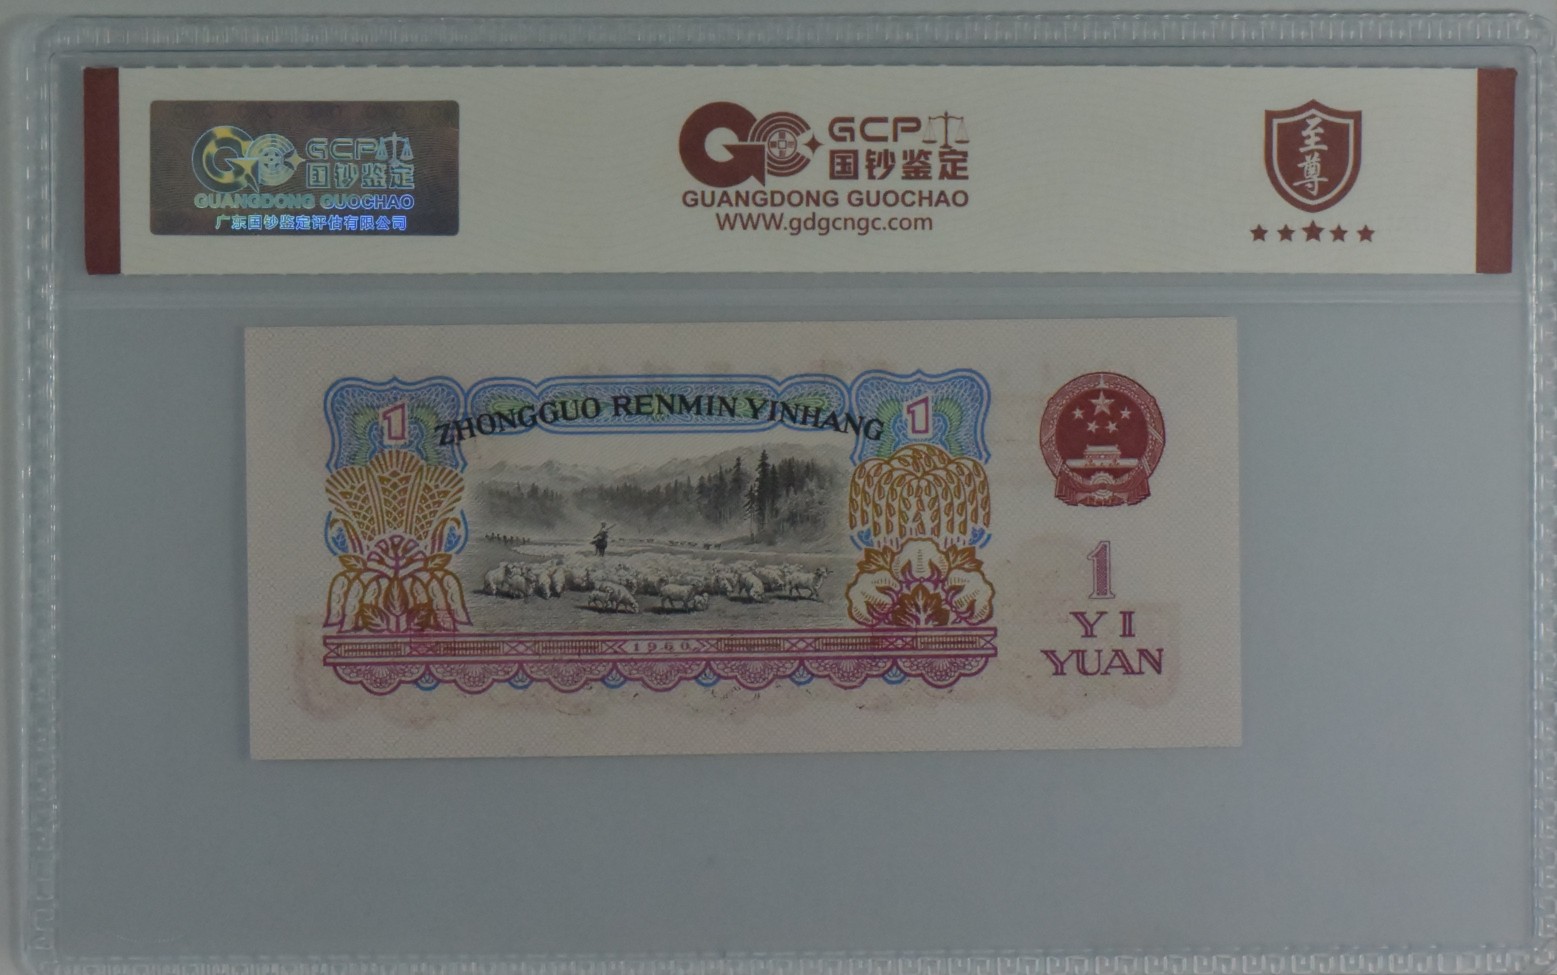 GCP
国钞鉴定
GUANGDONG GUOCHAO
广东国钞鉴定评估有限公司
GCP
国钞鉴定
GUANGDONG GUOCHAO
WWW.gdgcngc.com
至尊
1
ZHONGGUO RENMIN YINHANG
1
1960
1
YI
YUAN